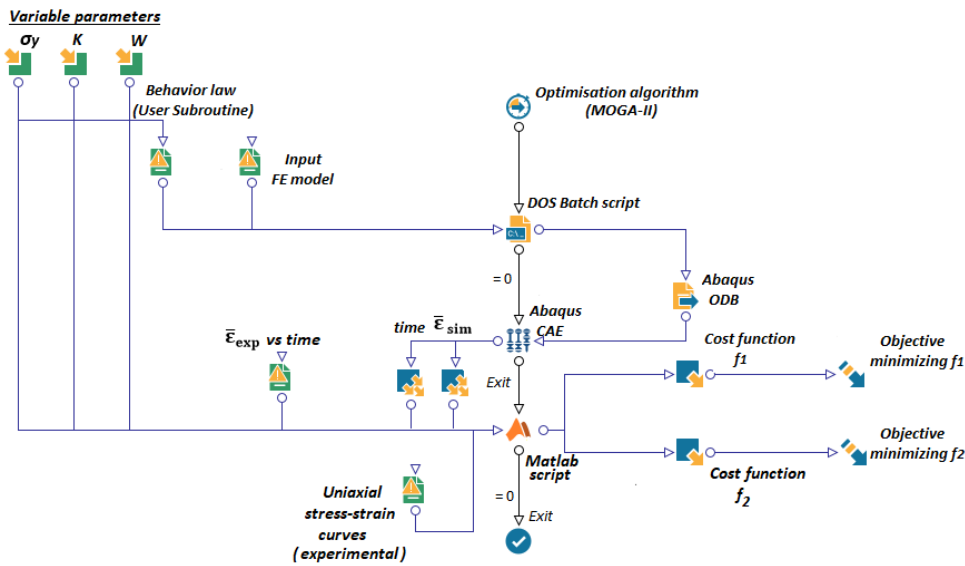 Variable parameters
σy K W
Behavior law
(User Subroutine)
Input
FE model
Optimisation algorithm
(MOGA-II)
DOS Batch script
C:\_
= 0
Abaqus
ODB
Abaqus
CAE
time ε̅ sim
ε̅exp vs time
Exit
Cost function
f1
Objective
minimizing f1
Matlab
script
Cost function
f2
Objective
minimizing f2
Uniaxial
stress-strain
curves
(experimental)
= 0
Exit